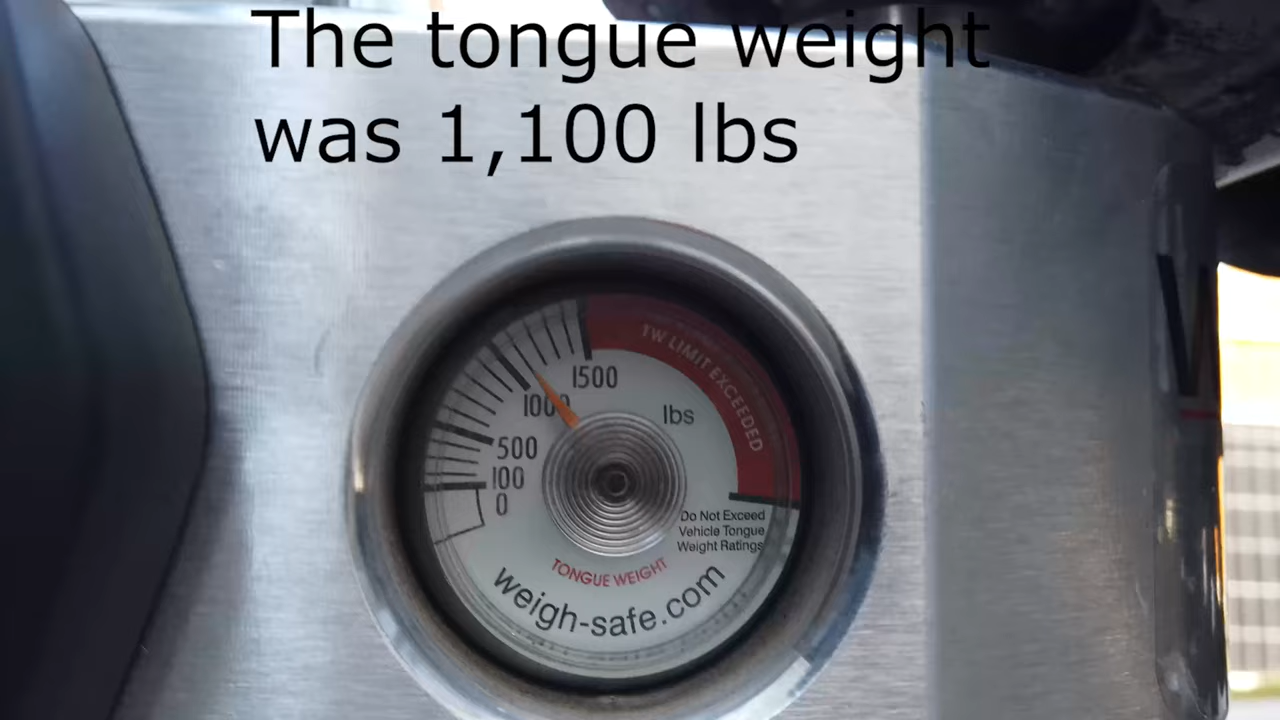 The tongue weight
was 1,100 lbs
TW LIMIT EXCEEDED
1500
1000
lbs
500
100
0
Do Not Exceed
Vehicle Tongue
Weight Ratings
TONGUE WEIGHT
weigh-safe.com